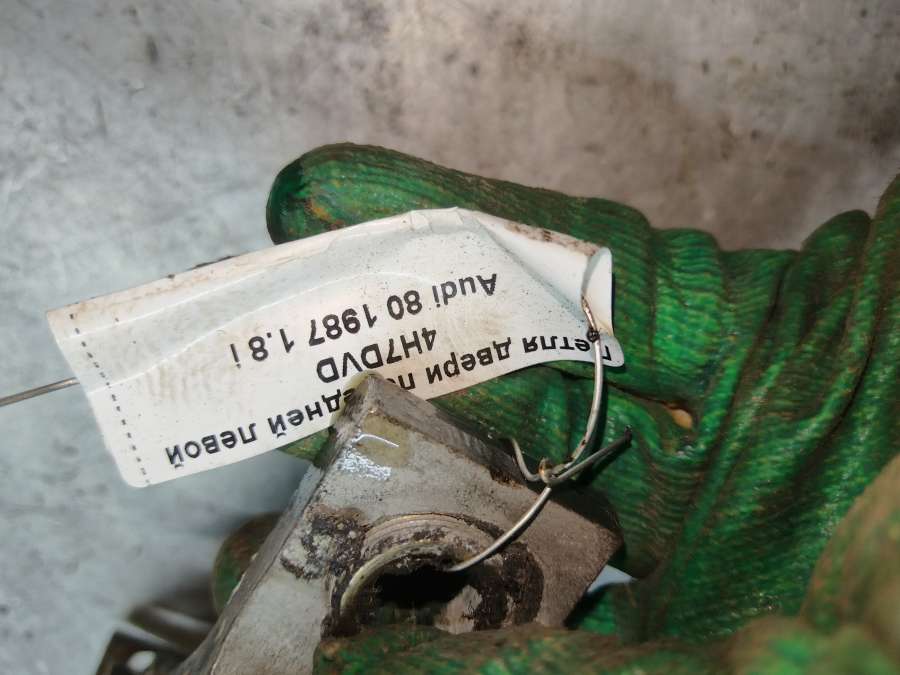 Петля двери передней левой
4H7DVD
Audi 80 1987 1.8 i